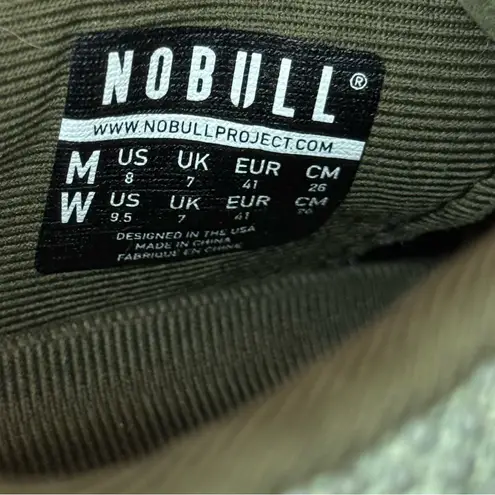 NOBULL®
WWW.NOBULLPROJECT.COM
M US UK EUR CM
8 7 41 26
W US UK EUR CM
9.5 7 41 26
DESIGNED IN THE USA
MADE IN CHINA
FABRIQUÉ EN CHINE